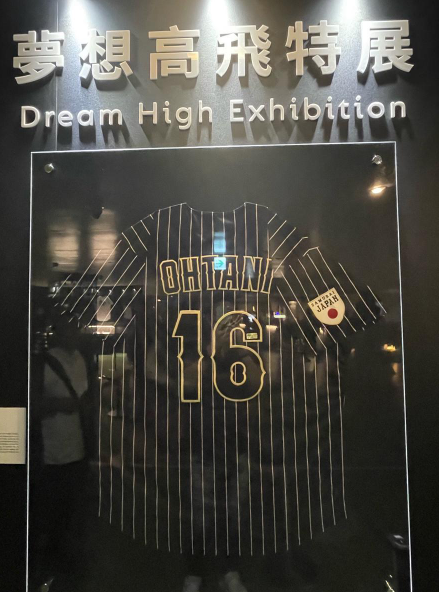 夢想高飛特展
Dream High Exhibition
OHTANI
SAMURAI
JAPAN
16